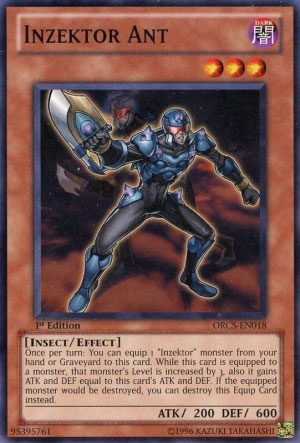 INZEKTOR ANT
DARK
闇
1st Edition
ORCS-EN018
[INSECT/EFFECT]
Once per turn: You can equip 1 "Inzektor" monster from your
hand or Graveyard to this card. While this card is equipped
to a monster, that monster's Level is increased by 3, also it gains
ATK and DEF equal to this card's ATK and DEF. If the equipped
monster would be destroyed, you can destroy this Equip Card
instead.
ATK/ 200 DEF/ 600
95395761
©1996 KAZUKI TAKAHASHI